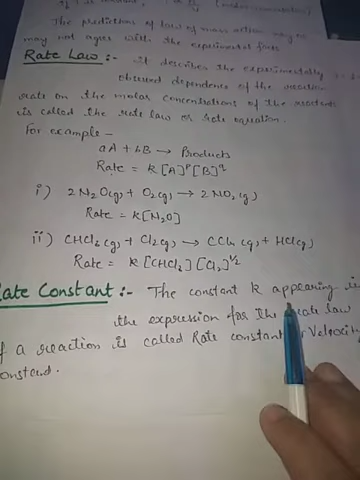 The predictions of law of mass action may or
may not agree with the experimental
Rate Law :- It describes the experimentally
observed dependence of the reaction
rate on the molar concentrations of the reactants
is called the rate law or rate equation.
For example -
aA + bB → Products
Rate = k[A]^p[B]^q
i) 2N2O(g) + O2(g) → 2NO2(g)
Rate = k[N2O]
ii) CHCl3(g) + Cl2(g) → CCl4(g) + HCl(g)
Rate = k[CHCl3][Cl2]^1/2
Rate Constant :- The constant k appearing in
the expression for the rate law
of a reaction is called Rate constant or Velocity
constant.